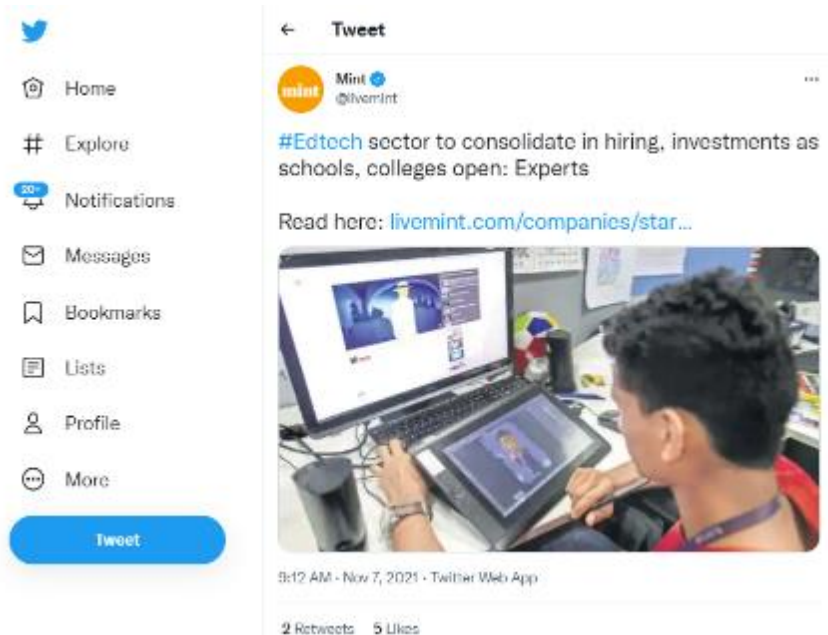 Tweet
Home
Explore
20+
Notifications
Messages
Bookmarks
Lists
Profile
More
Tweet
mint
Mint
@livemint
#Edtech sector to consolidate in hiring, investments as
schools, colleges open: Experts
Read here: livemint.com/companies/star...
9:12 AM · Nov 7, 2021 · Twitter Web App
2 Retweets 5 Likes